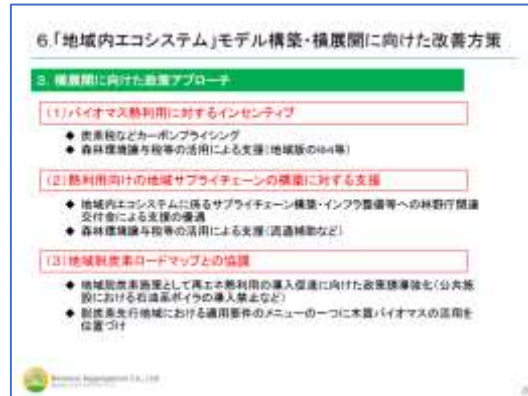 6.「地域内エコシステム」モデル構築・横展開に向けた改善方策
3. 横展開に向けた政策アプローチ
(1)バイオマス熱利用に対するインセンティブ
◆ 炭素税などカーボンプライシング
◆ 森林環境譲与税等の活用による支援(地域版の等)
(2)熱利用向けの地域サプライチェーンの構築に対する支援
◆ 地域内エコシステムに係るサプライチェーン構築・インフラ整備等への林野庁関連
交付金による支援の優遇
◆ 森林環境譲与税等の活用による支援(流通補助など)
(3)地域脱炭素ロードマップとの協調
◆ 地域脱炭素施策として再エネ熱利用の導入促進に向けた政策誘導強化(公共施
設における石油系ボイラの導入禁止など)
◆ 脱炭素先行地域における適用要件のメニューの一つに木質バイオマスの活用を
位置づけ
Co., Ltd